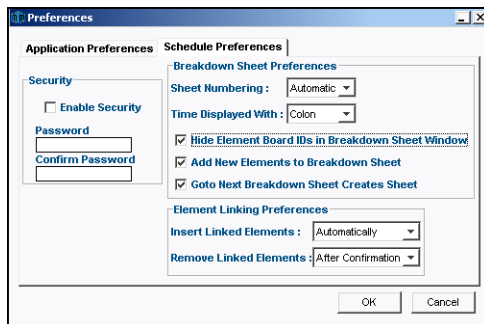 Preferences
Application Preferences
Schedule Preferences
Security
Enable Security
Password
Confirm Password
Breakdown Sheet Preferences
Sheet Numbering : Automatic
Time Displayed With : Colon
Hide Element Board IDs in Breakdown Sheet Window
Add New Elements to Breakdown Sheet
Goto Next Breakdown Sheet Creates Sheet
Element Linking Preferences
Insert Linked Elements : Automatically
Remove Linked Elements : After Confirmation
OK
Cancel